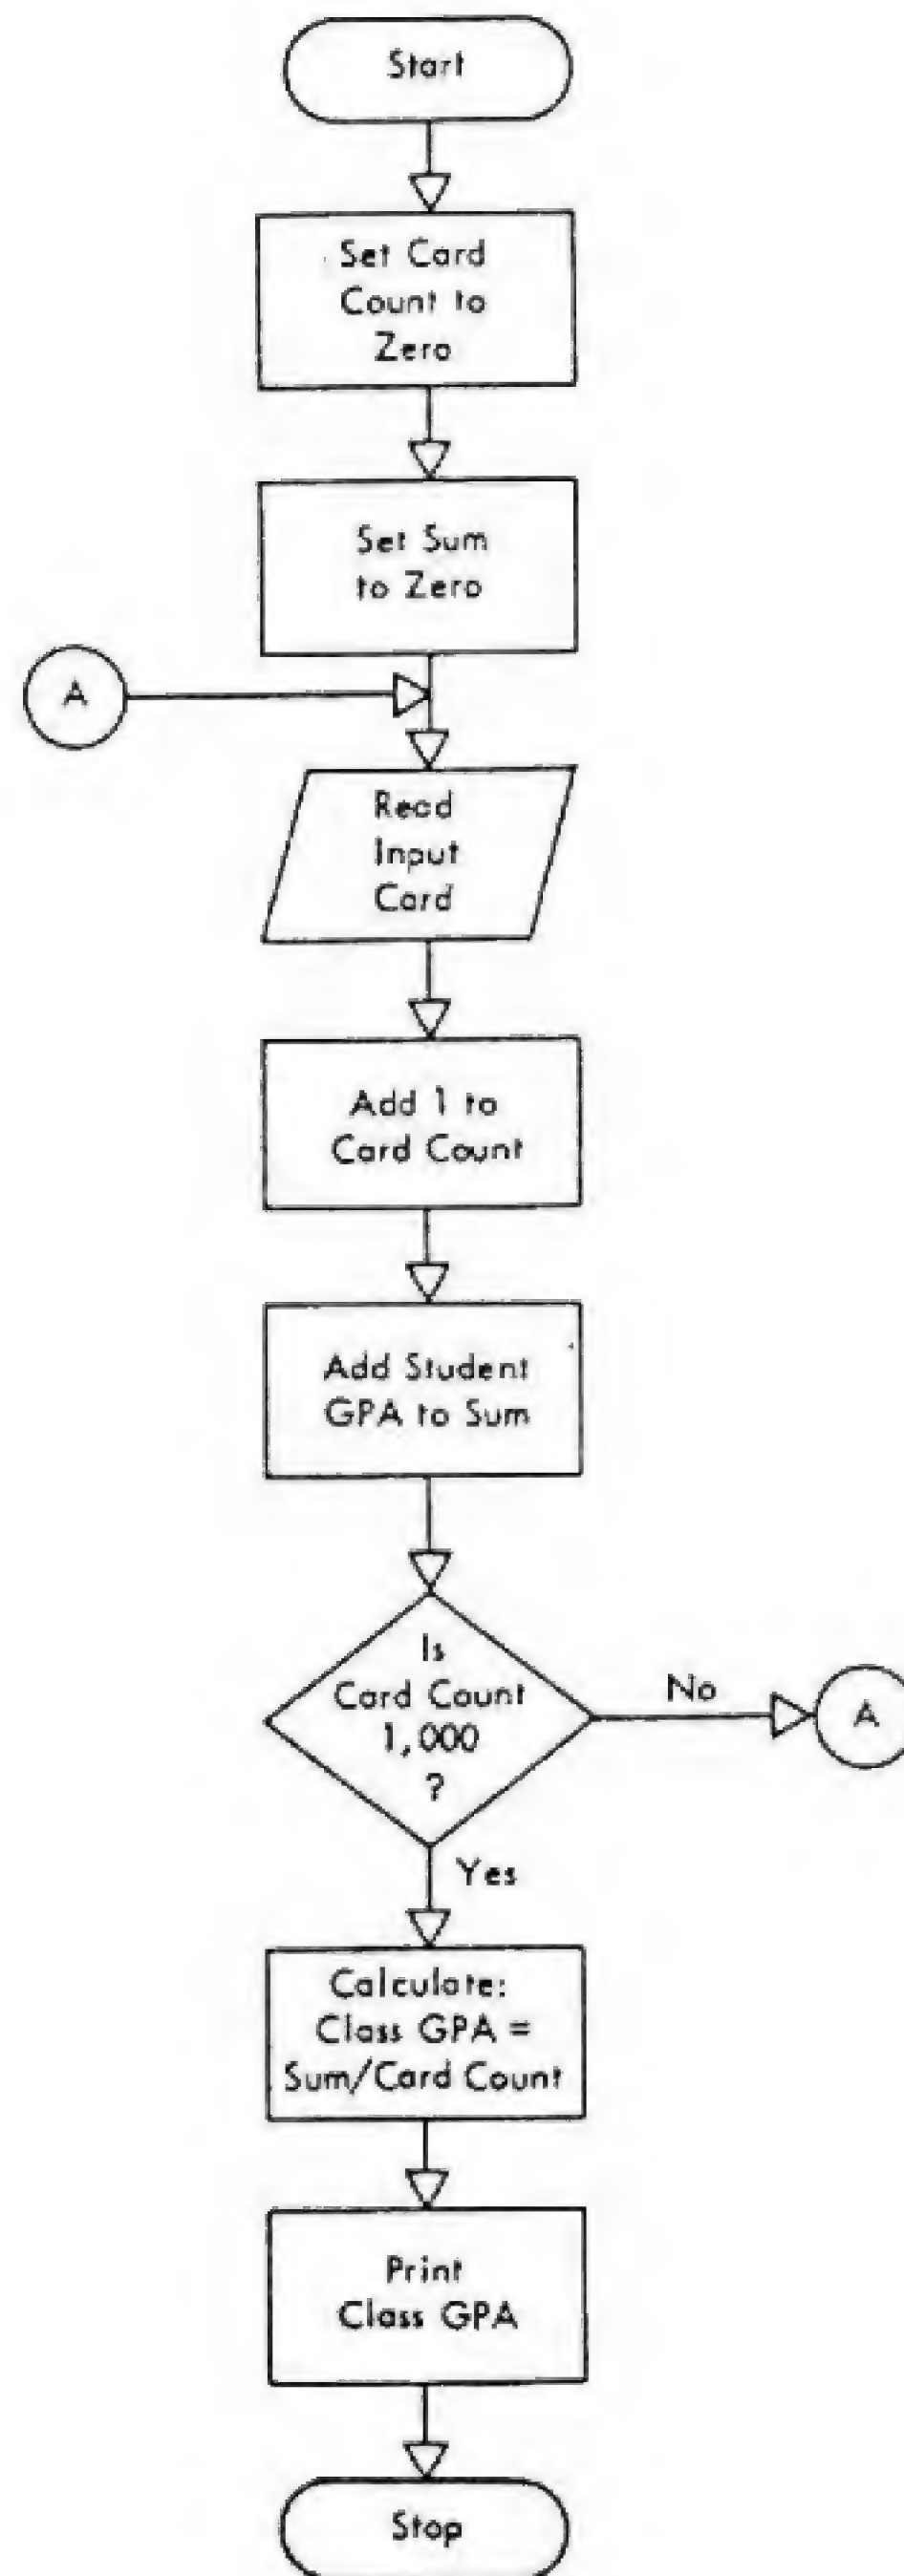 Start
Set Card
Count to
Zero
Set Sum
to Zero
A
Read
Input
Card
Add 1 to
Card Count
Add Student
GPA to Sum
Is
Card Count
1,000
?
No
A
Yes
Calculate:
Class GPA =
Sum/Card Count
Print
Class GPA
Stop